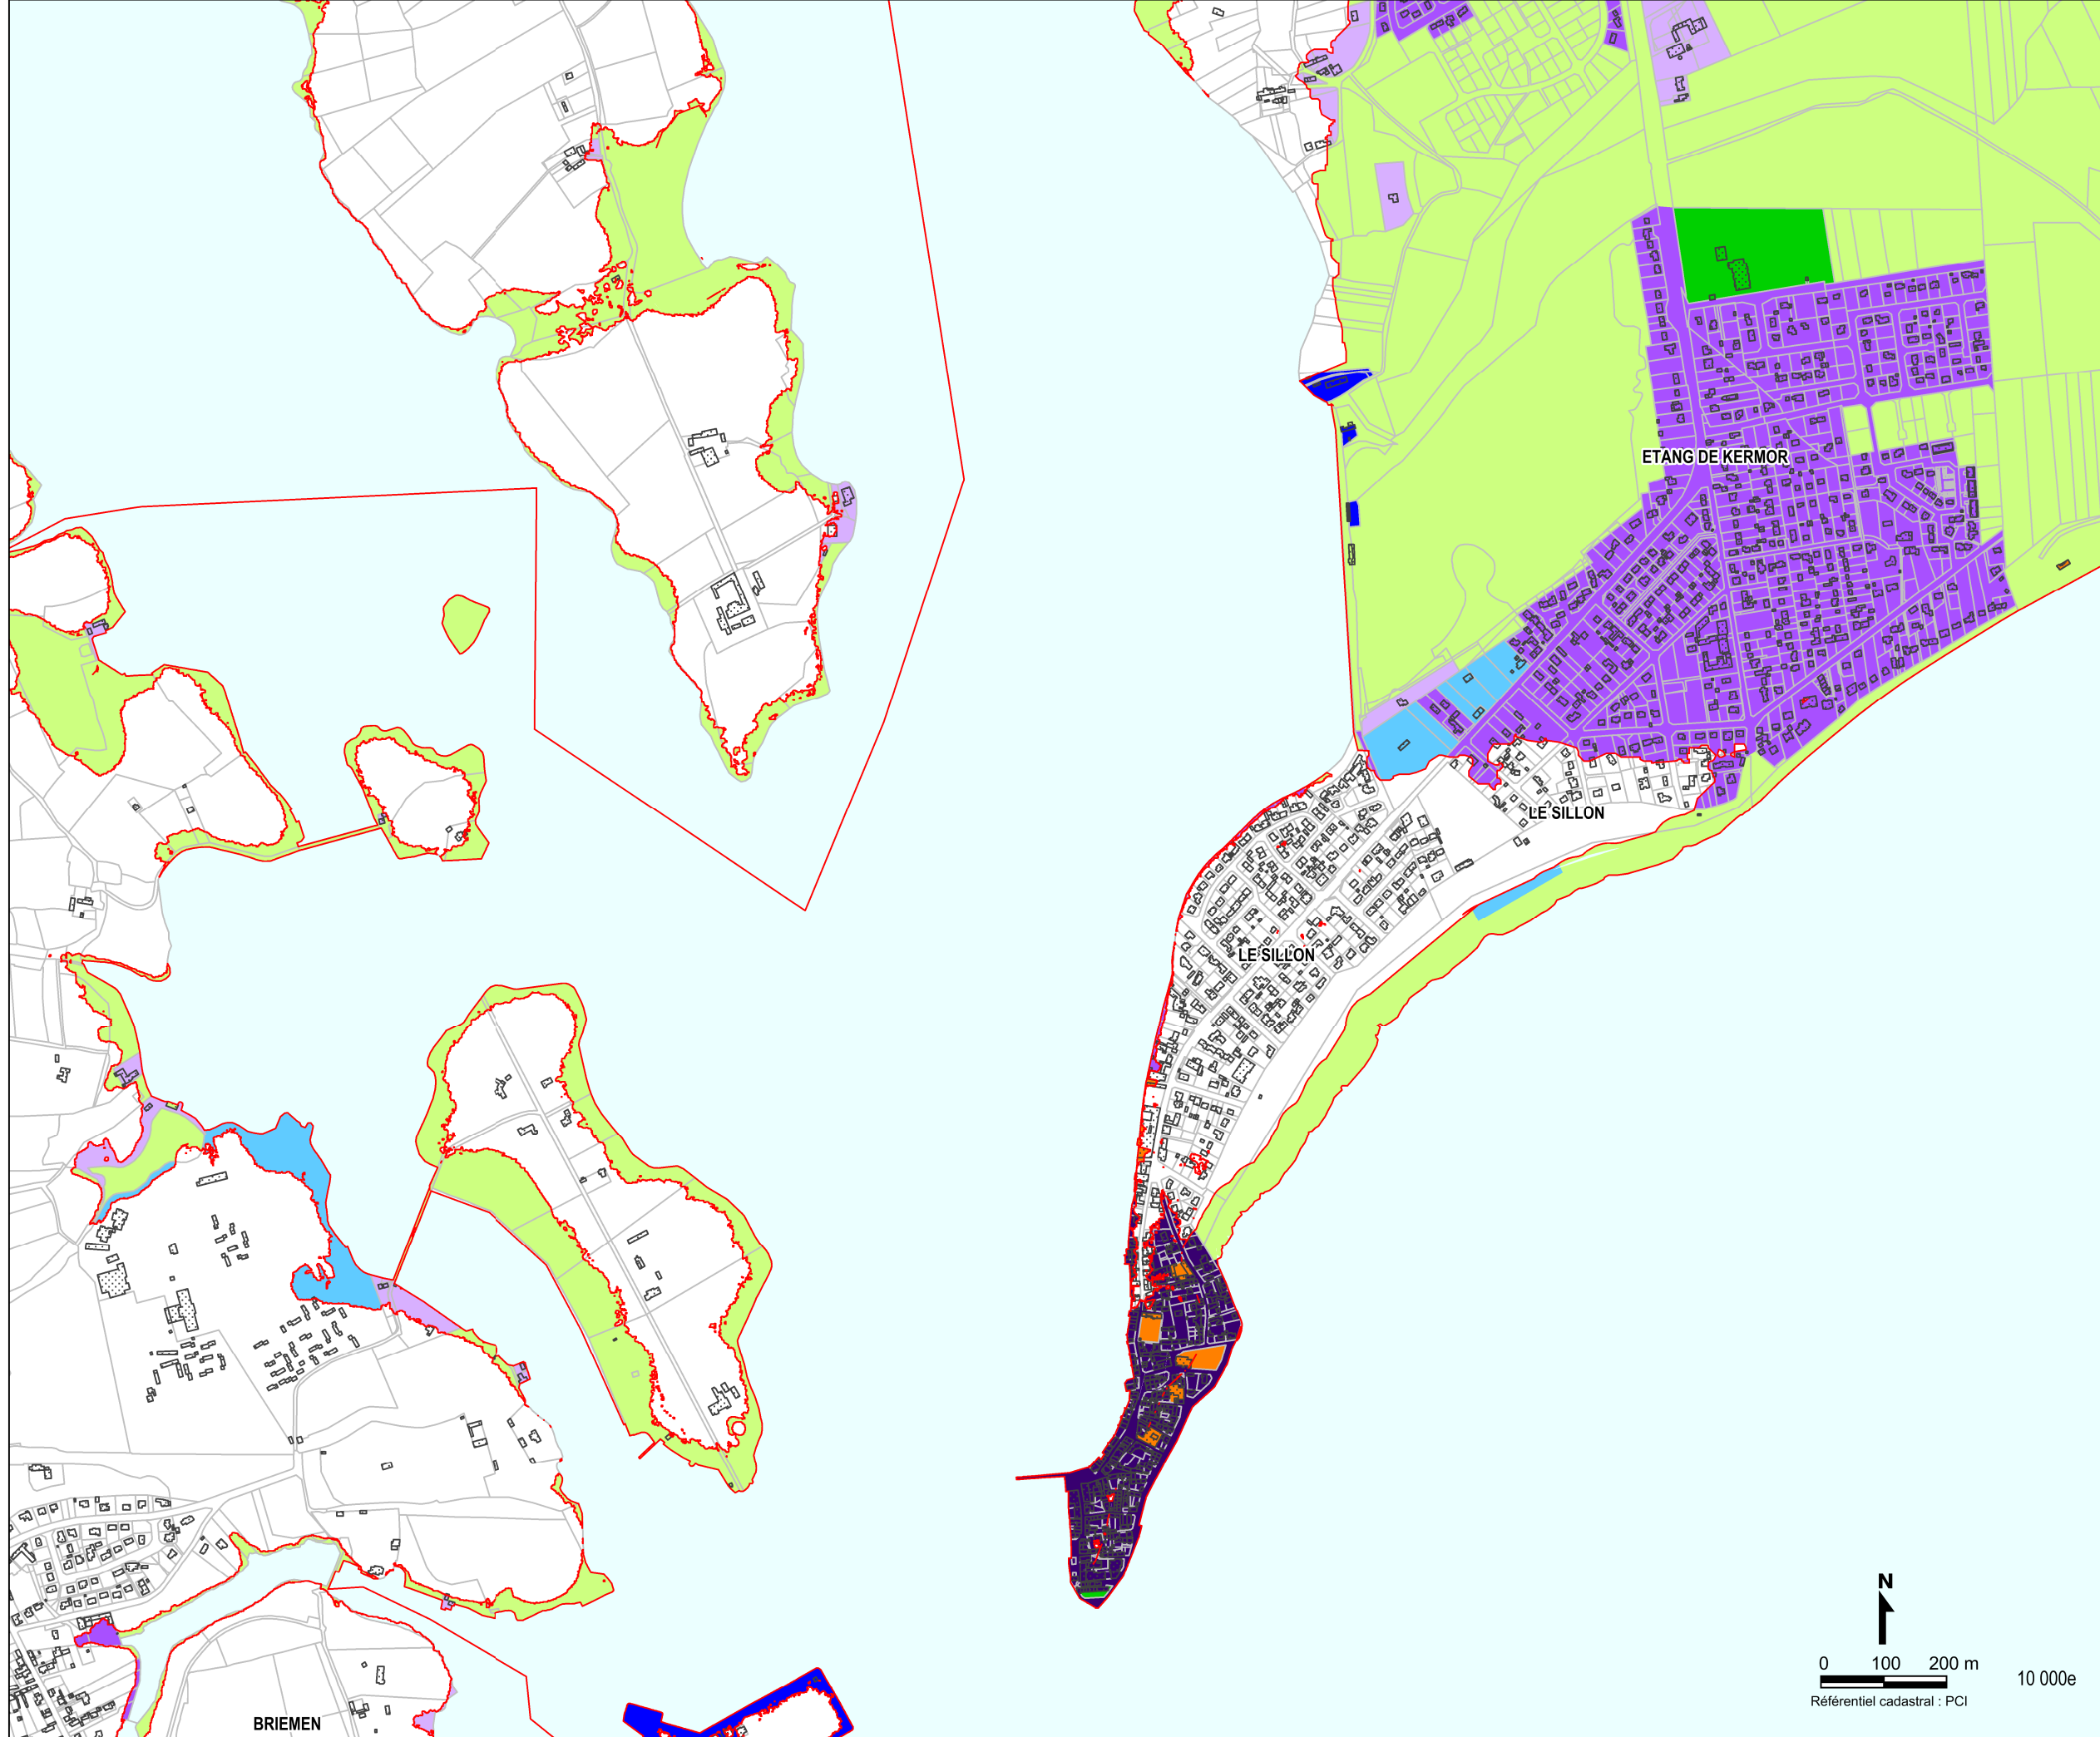 ETANG DE KERMOR
LE SILLON
LE SILLON
BRIEMEN
N
0 100 200 m
10 000e
Référentiel cadastral : PCI